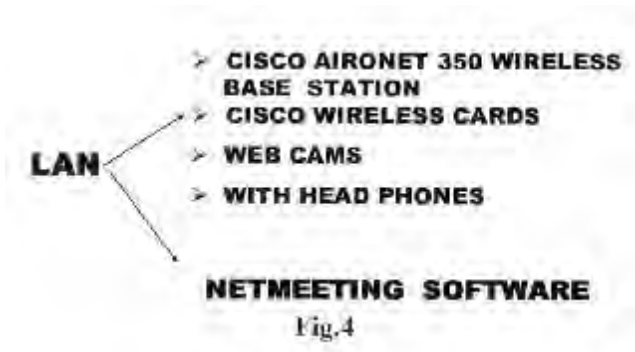 ➢ CISCO AIRONET 350 WIRELESS
BASE STATION
➢ CISCO WIRELESS CARDS
LAN
➢ WEB CAMS
➢ WITH HEAD PHONES
NETMEETING SOFTWARE
Fig.4